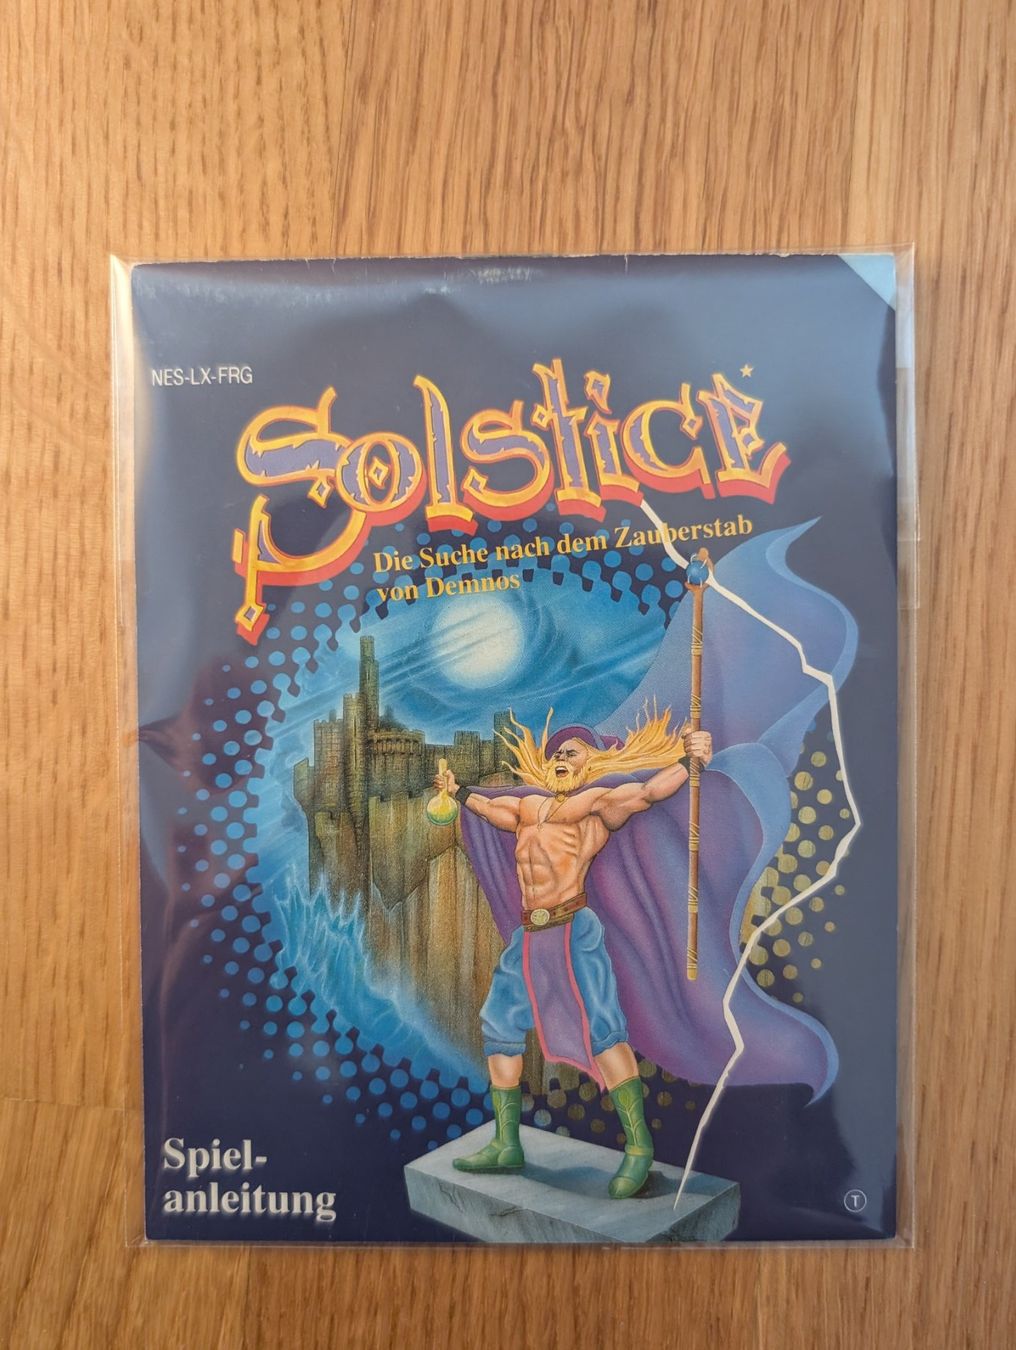 NES-LX-FRG
Solstice
Die Suche nach dem Zauberstab
von Demnos
Spiel-
anleitung
T